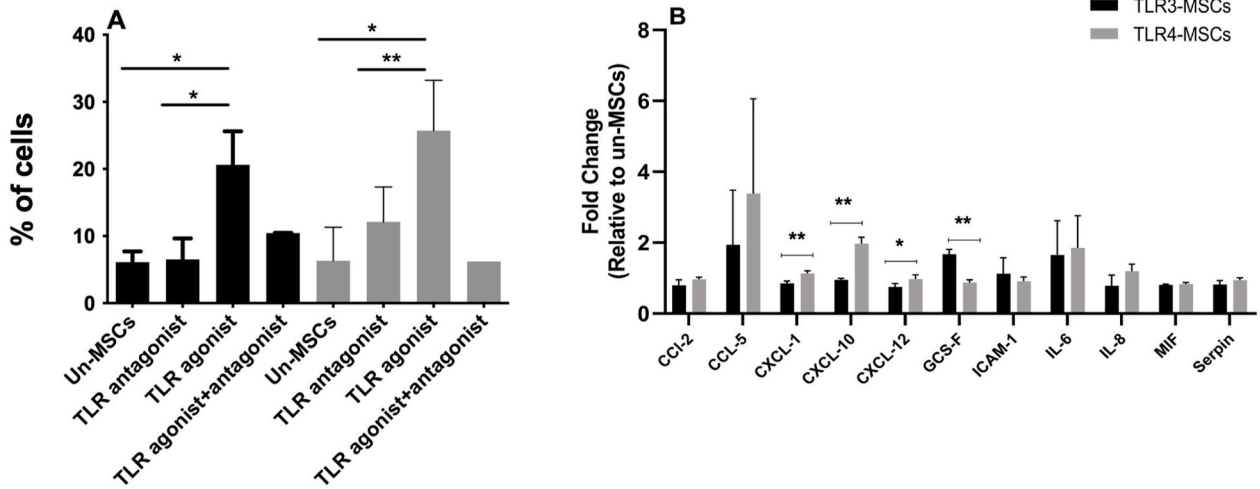 A
% of cells
40
30
20
10
0
*
*
*
**
Un-MSCs
TLR antagonist
TLR agonist
TLR agonist+antagonist
Un-MSCs
TLR antagonist
TLR agonist
TLR agonist+antagonist
B
TLR3-MSCs
TLR4-MSCs
Fold Change
(Relative to un-MSCs)
8
6
4
2
0
**
**
*
**
CCl-2
CCL-5
CXCL-1
CXCL-10
CXCL-12
GCS-F
ICAM-1
IL-6
IL-8
MIF
Serpin